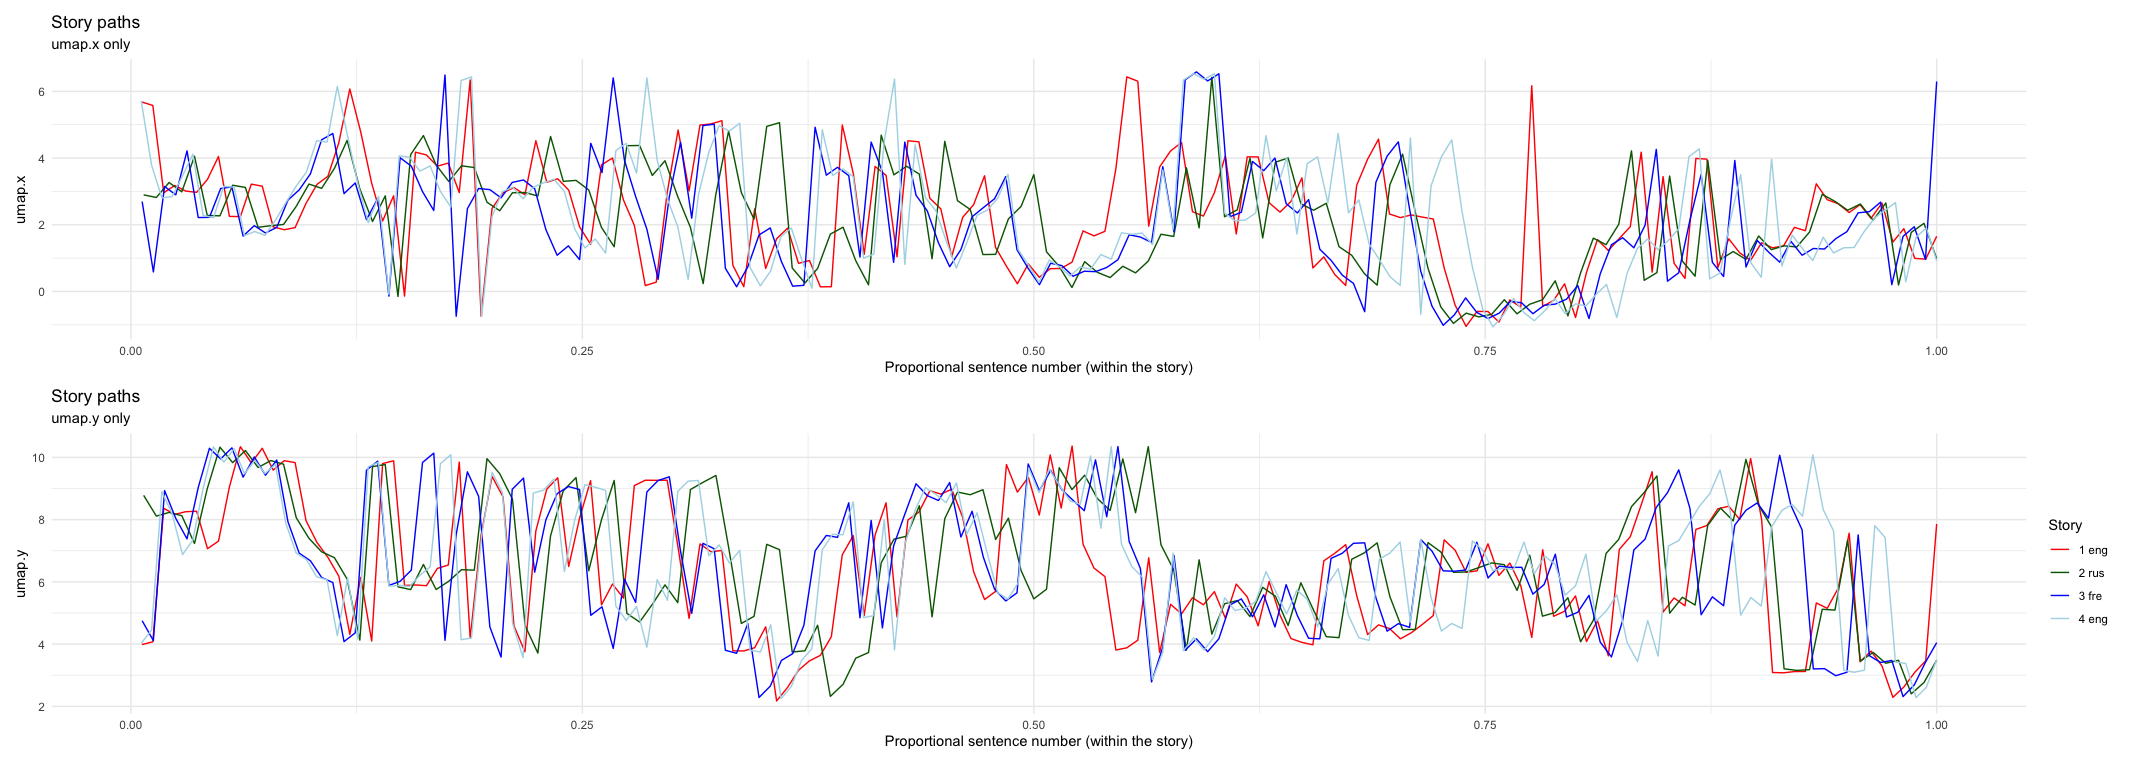 Story paths
umap.x only
umap.x
6
4
2
0
0.00 0.25 0.50 0.75 1.00
Proportional sentence number (within the story)
Story paths
umap.y only
umap.y
10
8
6
4
2
0.00 0.25 0.50 0.75 1.00
Proportional sentence number (within the story)
Story
1 eng
2 rus
3 fre
4 eng